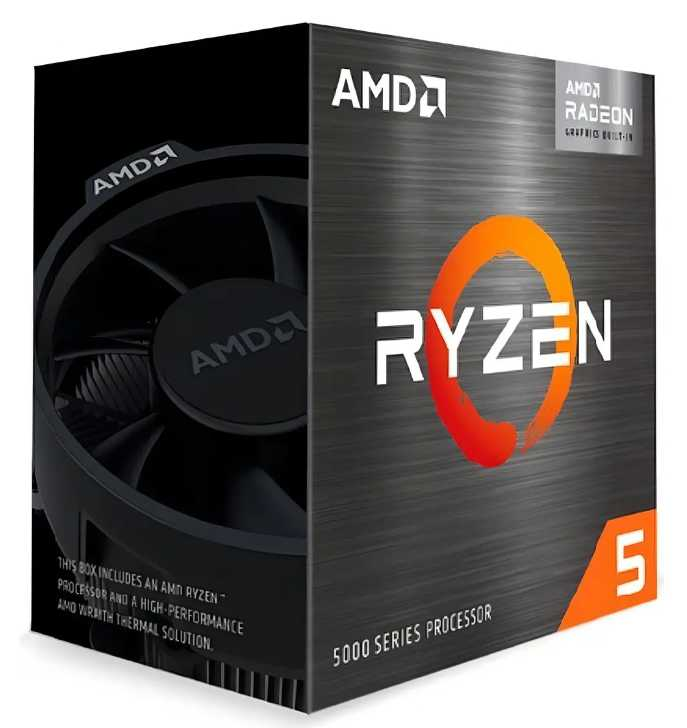 AMD
AMD
THIS BOX INCLUDES AN AMD RYZEN™
PROCESSOR AND A HIGH-PERFORMANCE
AMD WRAITH THERMAL SOLUTION.
AMD
AMD
RADEON
GRAPHICS BUILT-IN
RYZEN
5
5000 SERIES PROCESSOR